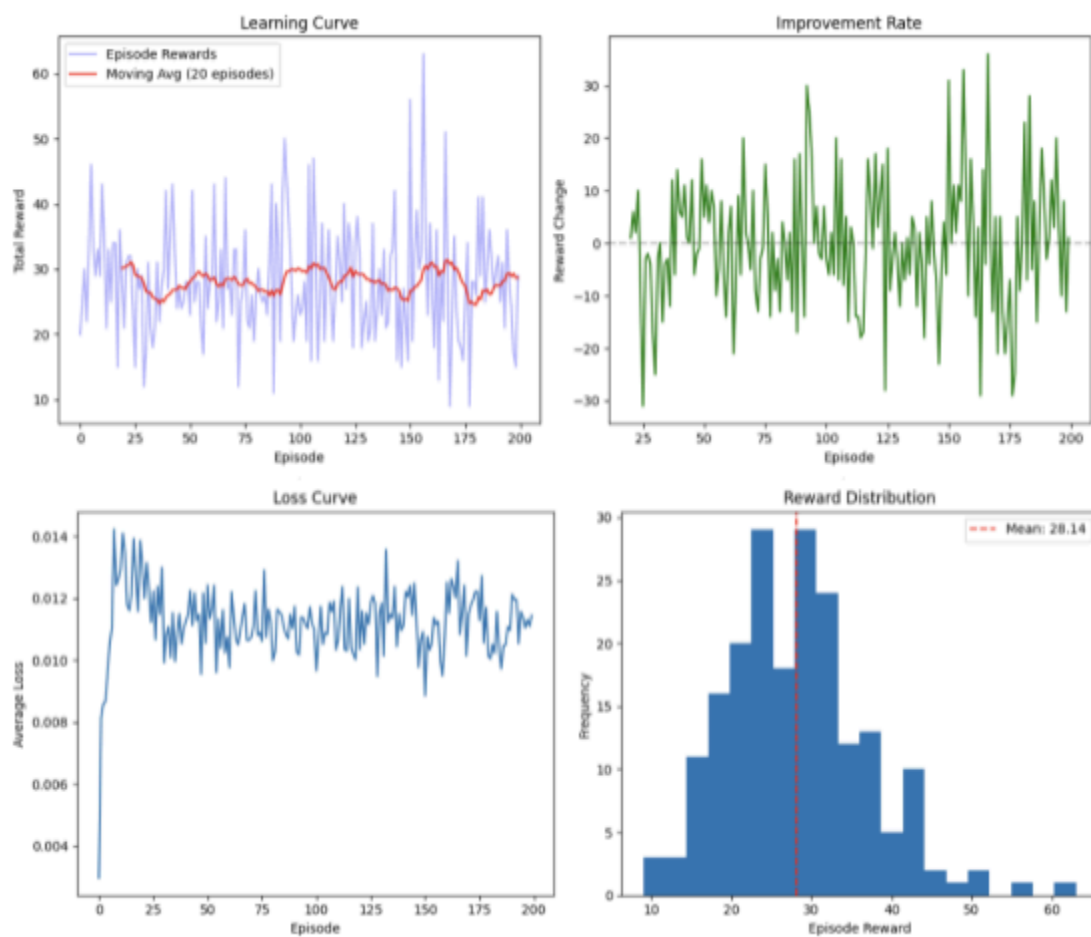 Learning Curve
Episode Rewards
Moving Avg (20 episodes)
Total Reward
60
50
40
30
20
10
0 25 50 75 100 125 150 175 200
Episode
Improvement Rate
Reward Change
30
20
10
0
−10
−20
−30
25 50 75 100 125 150 175 200
Episode
Loss Curve
Average Loss
0.014
0.012
0.010
0.008
0.006
0.004
0 25 50 75 100 125 150 175 200
Episode
Reward Distribution
Mean: 28.14
Frequency
30
25
20
15
10
5
0
10 20 30 40 50 60
Episode Reward